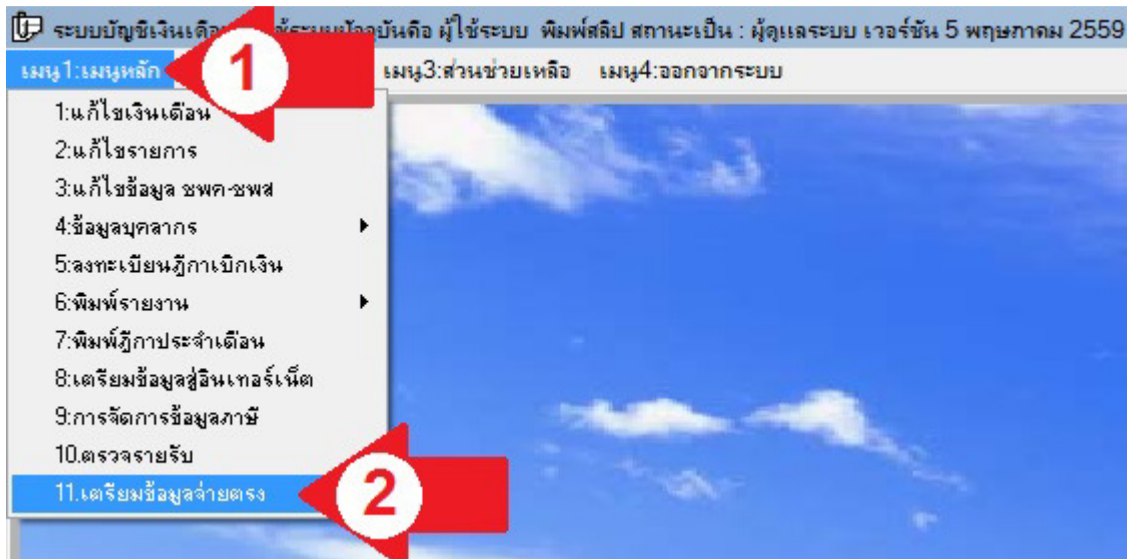 ระบบบัญชีเงินเดือน ระบบปัจจุบันคือ ผู้ใช้ระบบ พิมพ์สลิป สถานะเป็น : ผู้ดูแลระบบ เวอร์ชัน 5 พฤษภาคม 2559
เมนู1:เมนูหลัก 1 เมนู3:ส่วนช่วยเหลือ เมนู4:ออกจากระบบ
1:แก้ไขเงินเดือน
2:แก้ไขรายการ
3:แก้ไขข้อมูล ชพค-ชพส
4:ข้อมูลบุคลากร
5:ลงทะเบียนฎีกาเบิกเงิน
6:พิมพ์รายงาน
7:พิมพ์ฎีกาประจำเดือน
8:เตรียมข้อมูลสู่อินเทอร์เน็ต
9:การจัดการข้อมูลภาษี
10.ตรวจรายรับ
11.เตรียมข้อมูลจ่ายตรง 2